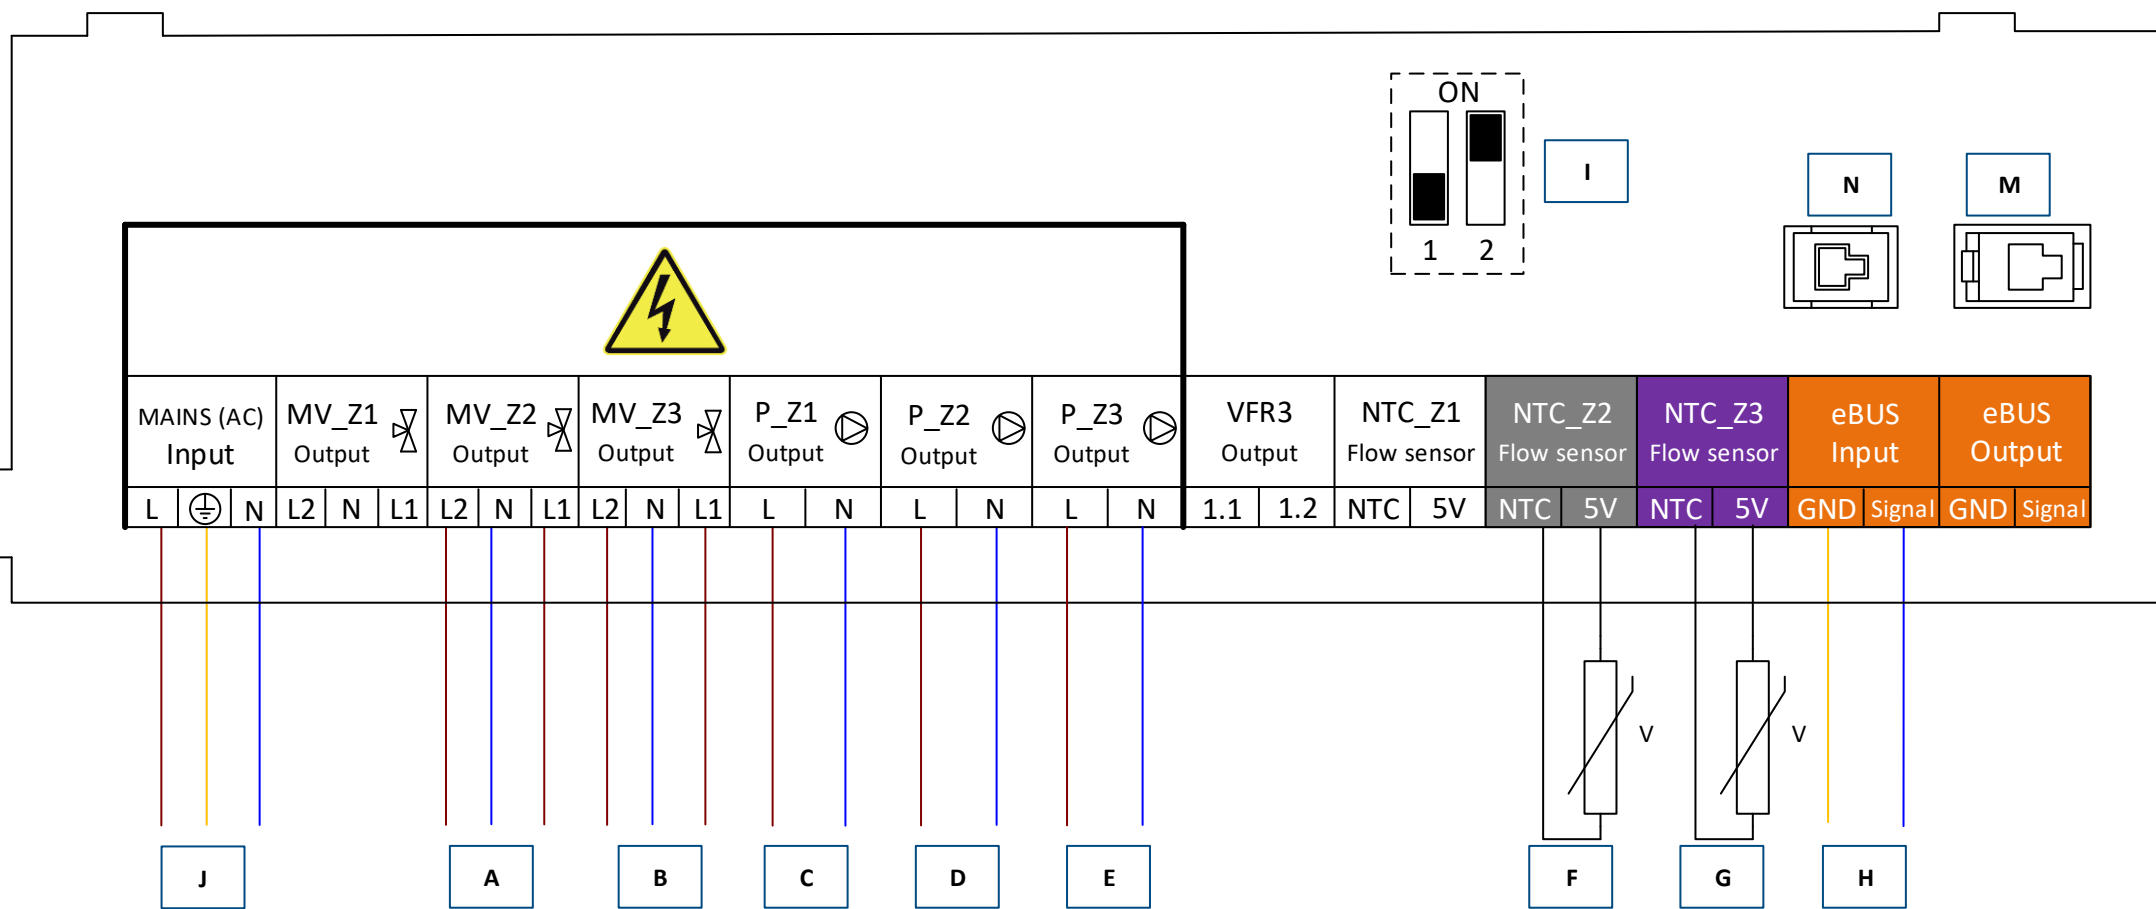 ON
1 2
I
N M
MAINS (AC) MV_Z1 MV_Z2 MV_Z3 P_Z1 P_Z2 P_Z3 VFR3 NTC_Z1 NTC_Z2 NTC_Z3 eBUS eBUS
Input Output Output Output Output Output Output Output Flow sensor Flow sensor Flow sensor Input Output
L N L2 N L1 L2 N L1 L2 N L1 L N L N L N 1.1 1.2 NTC 5V NTC 5V NTC 5V GND Signal GND Signal
V V
J A B C D E F G H